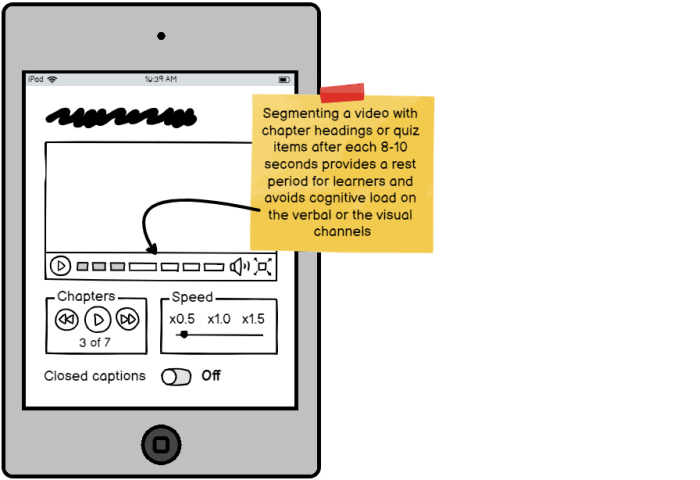 iPad 10:39 AM
Segmenting a video with
chapter headings or quiz
items after each 8-10
seconds provides a rest
period for learners and
avoids cognitive load on
the verbal or the visual
channels
Chapters
3 of 7
Speed
x0.5 x1.0 x1.5
Closed captions Off